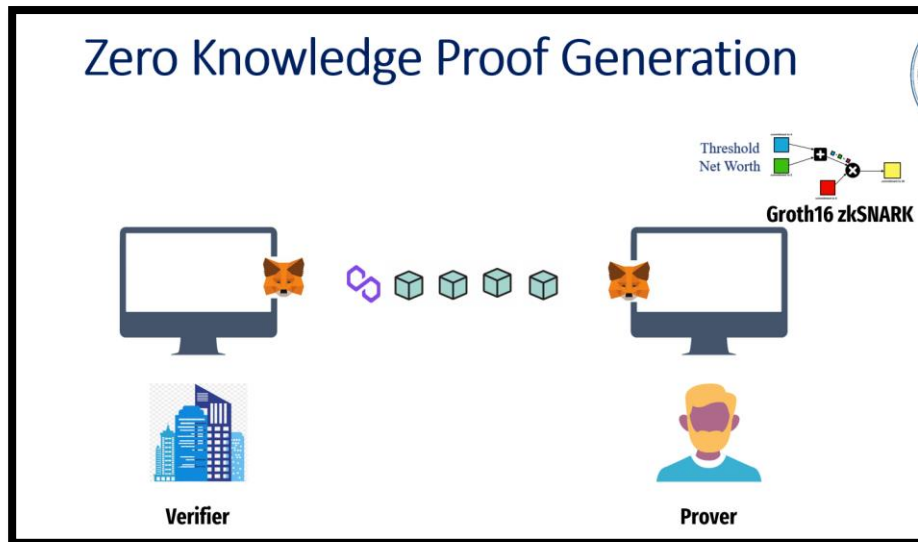 Zero Knowledge Proof Generation
Threshold
Net Worth
Groth16 zkSNARK
Verifier
Prover